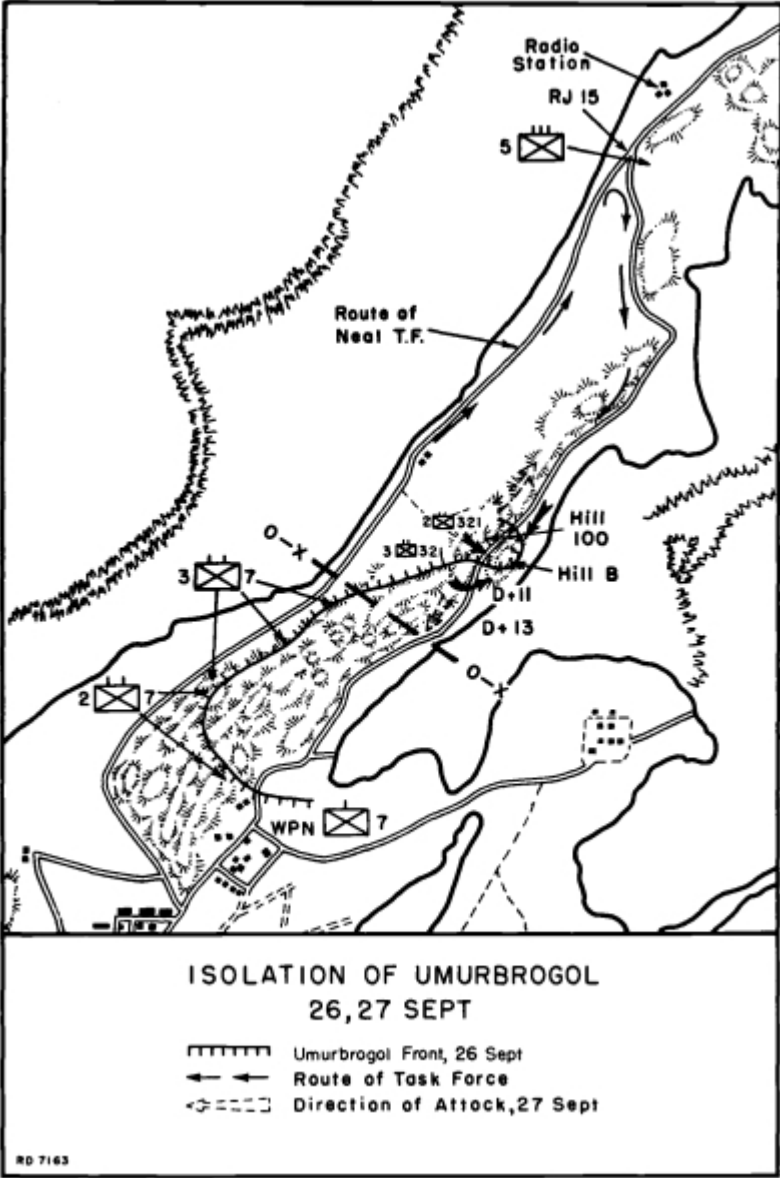 Radio
Station
RJ 15
5
Route of
Neal T.F.
2 321
Hill
100
O-X
3 321
3 7
Hill B
D+11
D+13
O-X
2 7
WPN 7
ISOLATION OF UMURBROGOL
26,27 SEPT
Umurbrogol Front, 26 Sept
Route of Task Force
Direction of Attock,27 Sept
RD 7163